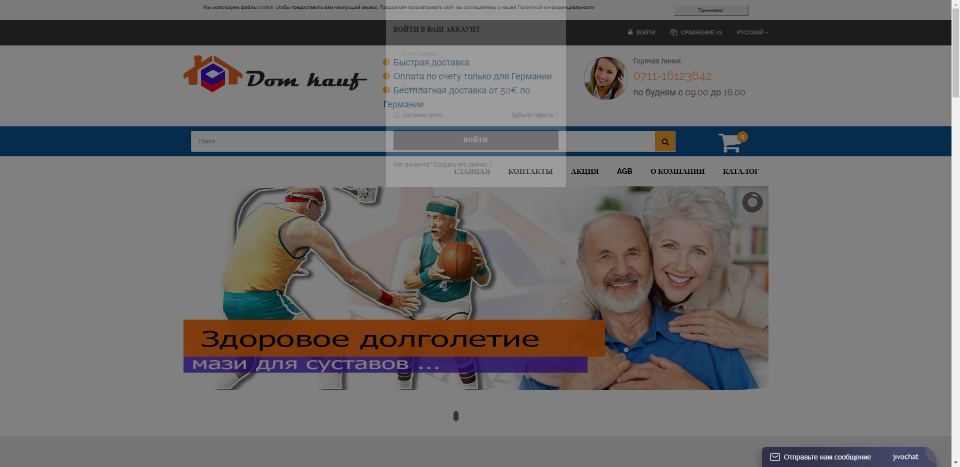 Мы используем файлы cookie, чтобы предоставить вам наилучший сервис. Продолжая просматривать сайт, вы соглашаетесь с нашей Политикой конфиденциальности
Принимаю!
ВОЙТИ
СРАВНЕНИЕ (0)
РУССКИЙ
ВОЙТИ В ВАШ АККАУНТ
Dom kauf
Быстрая доставка
Оплата по счету только для Германии
Бесплатная доставка от 50€ по
Германии
Забыли пароль ?
ВОЙТИ
Нет аккаунта? Создать его сейчас !
Горячая линия
0711-16123642
по будням с 09.00 до 16.00
Поиск
0
ГЛАВНАЯ
КОНТАКТЫ
АКЦИЯ
AGB
О КОМПАНИИ
КАТАЛОГ
Здоровое долголетие
мази для суставов ...
Отправьте нам сообщение
jivochat